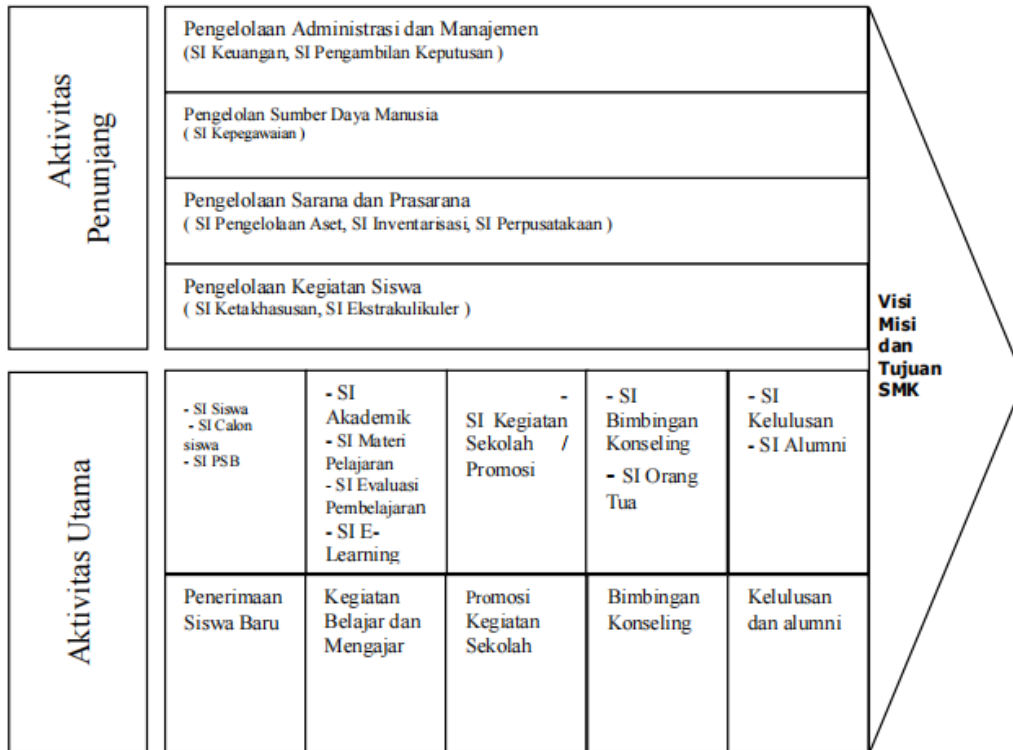 Aktivitas
Penunjang
Pengelolaan Administrasi dan Manajemen
(SI Keuangan, SI Pengambilan Keputusan )
Pengelolan Sumber Daya Manusia
( SI Kepegawaian )
Pengelolaan Sarana dan Prasarana
( SI Pengelolaan Aset, SI Inventarisasi, SI Perpusatakaan )
Pengelolaan Kegiatan Siswa
( SI Ketakhasusan, SI Ekstrakulikuler )
Visi
Misi
dan
Tujuan
SMK
Aktivitas Utama
- SI Siswa
- SI Calon
siswa
- SI PSB
- SI
Akademik
- SI Materi
Pelajaran
- SI Evaluasi
Pembelajaran
- SI E-
Learning
-
SI Kegiatan
Sekolah /
Promosi
- SI
Bimbingan
Konseling
- SI Orang
Tua
- SI
Kelulusan
- SI Alumni
Penerimaan
Siswa Baru
Kegiatan
Belajar dan
Mengajar
Promosi
Kegiatan
Sekolah
Bimbingan
Konseling
Kelulusan
dan alumni